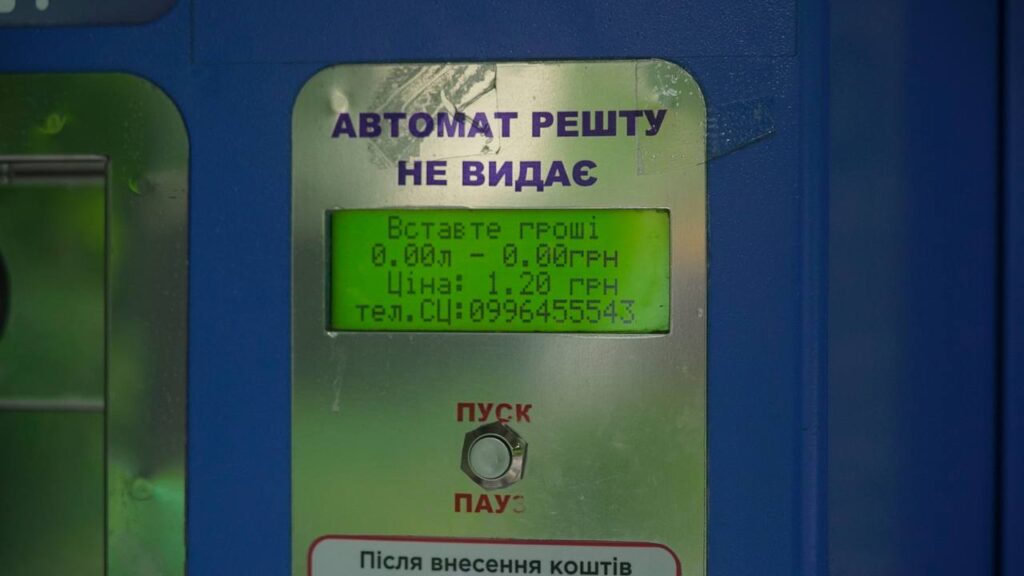 АВТОМАТ РЕШТУ
НЕ ВИДАЄ
Вставте гроші
0.00л - 0.00грн
Ціна: 1.20 грн
тел.СЦ:0996455543
ПУСК
ПАУЗ
Після внесення коштів